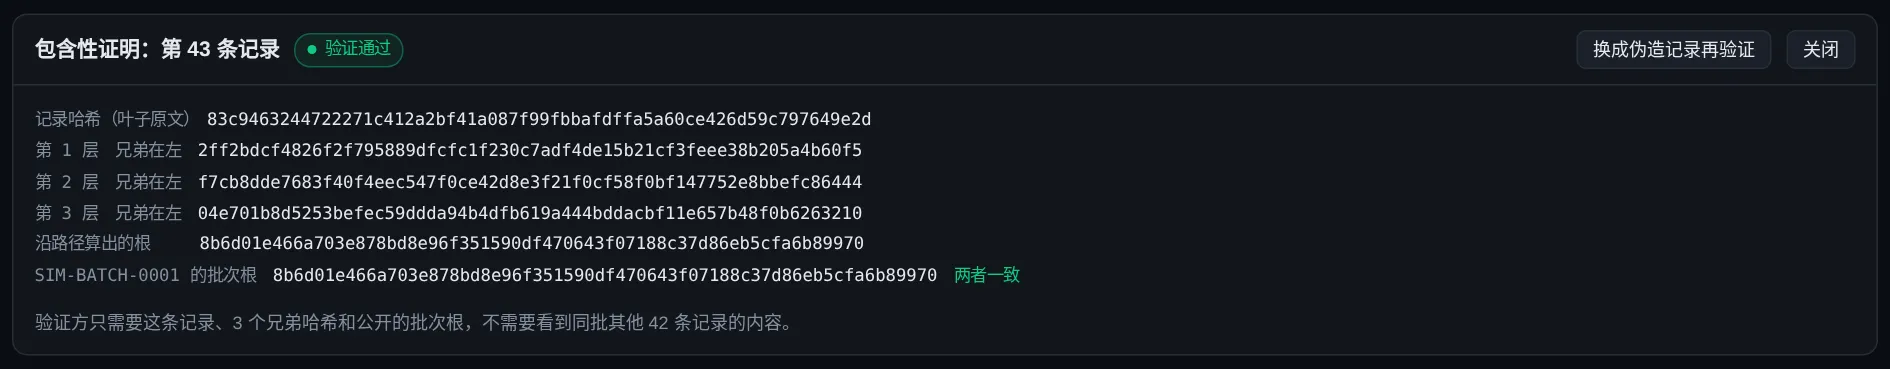 包含性证明：第 43 条记录 验证通过 换成伪造记录再验证 关闭
记录哈希（叶子原文） 83c9463244722271c412a2bf41a087f99fbbafdffa5a60ce426d59c797649e2d
第 1 层 兄弟在左 2ff2bdcf4826f2f795889dfcfc1f230c7adf4de15b21cf3feee38b205a4b60f5
第 2 层 兄弟在左 f7cb8dde7683f40f4eec547f0ce42d8e3f21f0cf58f0bf147752e8bbefc86444
第 3 层 兄弟在左 04e701b8d5253befec59ddda94b4dfb619a444bddacbf11e657b48f0b6263210
沿路径算出的根 8b6d01e466a703e878bd8e96f351590df470643f07188c37d86eb5cfa6b89970
SIM-BATCH-0001 的批次根 8b6d01e466a703e878bd8e96f351590df470643f07188c37d86eb5cfa6b89970 两者一致
验证方只需要这条记录、3 个兄弟哈希和公开的批次根，不需要看到同批其他 42 条记录的内容。